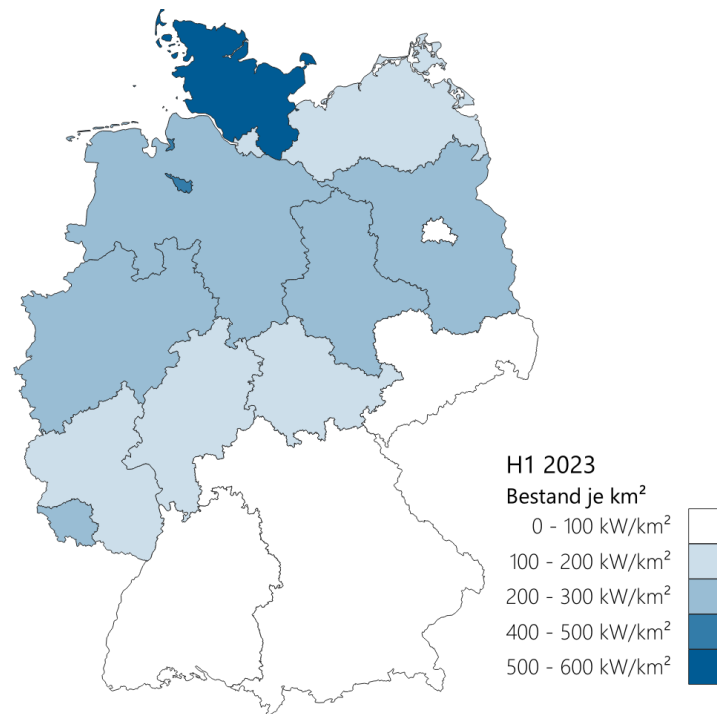 H1 2023
Bestand je km²
0 - 100 kW/km²
100 - 200 kW/km²
200 - 300 kW/km²
400 - 500 kW/km²
500 - 600 kW/km²